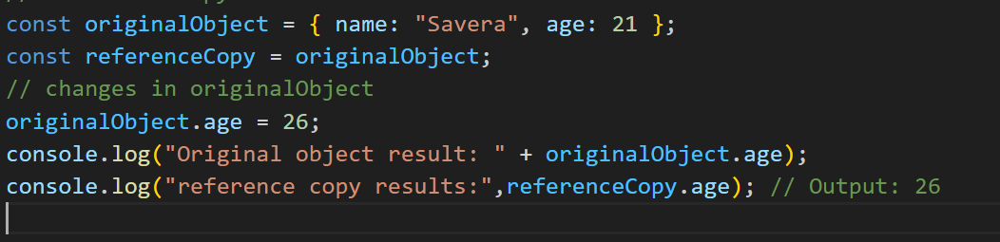 const originalObject = { name: "Savera", age: 21 };
const referenceCopy = originalObject;
// changes in originalObject
originalObject.age = 26;
console.log("Original object result: " + originalObject.age);
console.log("reference copy results:",referenceCopy.age); // Output: 26